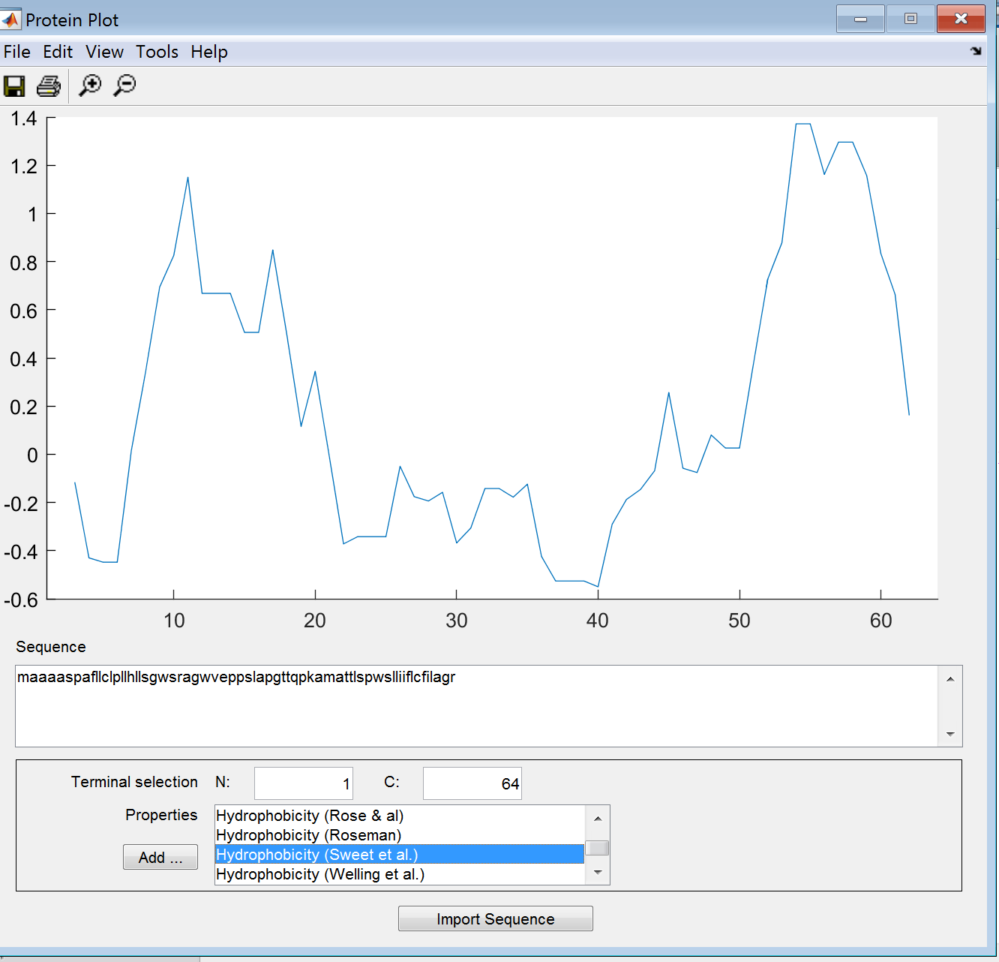 Protein Plot
File Edit View Tools Help
1.4
1.2
1
0.8
0.6
0.4
0.2
0
-0.2
-0.4
-0.6
10 20 30 40 50 60
Sequence
maaaaspafllclpllhllsgwsragwveppslapgttqpkamattlspwslliiflcfilagr
Terminal selection N: 1 C: 64
Properties
Hydrophobicity (Rose & al)
Hydrophobicity (Roseman)
Add ...
Hydrophobicity (Sweet et al.)
Hydrophobicity (Welling et al.)
Import Sequence